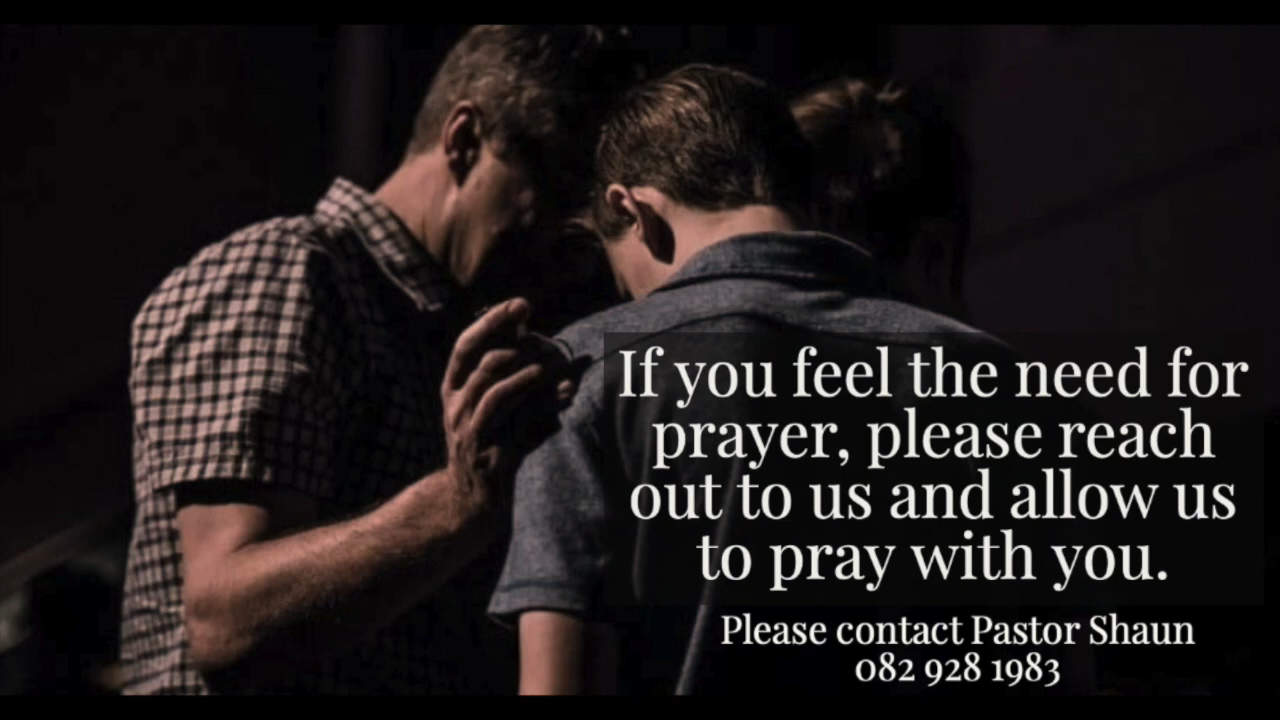 If you feel the need for
prayer, please reach
out to us and allow us
to pray with you.
Please contact Pastor Shaun
082 928 1983